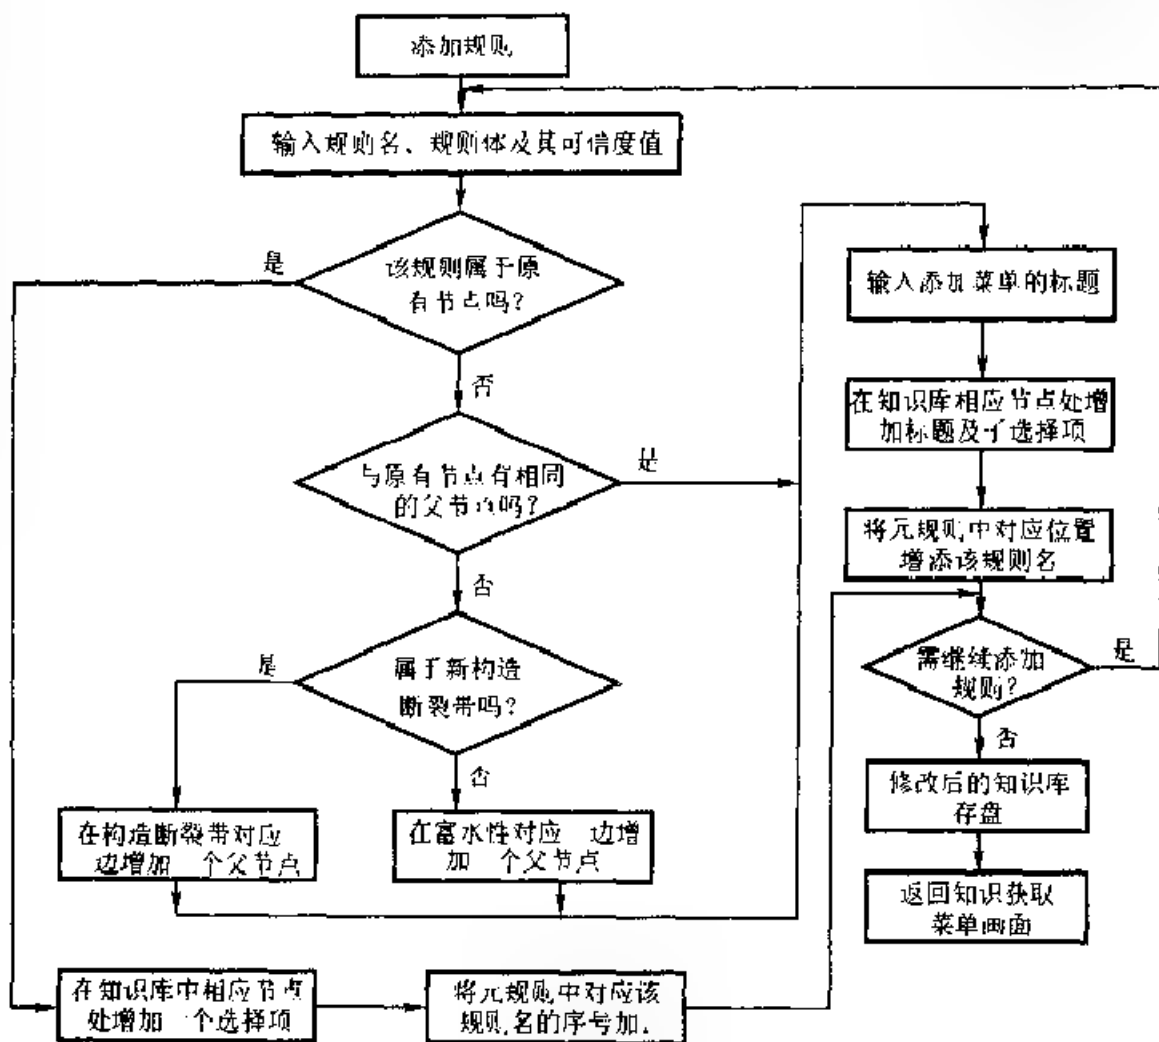 添加规则
输入规则名、规则体及其可信度值
是
该规则属于原
有节点吗?
否
与原有节点有相同
的父节点吗?
是
否
是
属于新构造
断裂带吗?
否
在构造断裂带对应
边增加 个父节点
在富水性对应 边增
加 个父节点
在知识库中相应节点
处增加 个选择项
将元规则中对应该
规则名的序号加.
输入添加菜单的标题
在知识库相应节点处增
加标题及子选择项
将元规则中对应位置
增添该规则名
需继续添加
规则?
是
否
修改后的知识库
存盘
返回知识获取
菜单画面